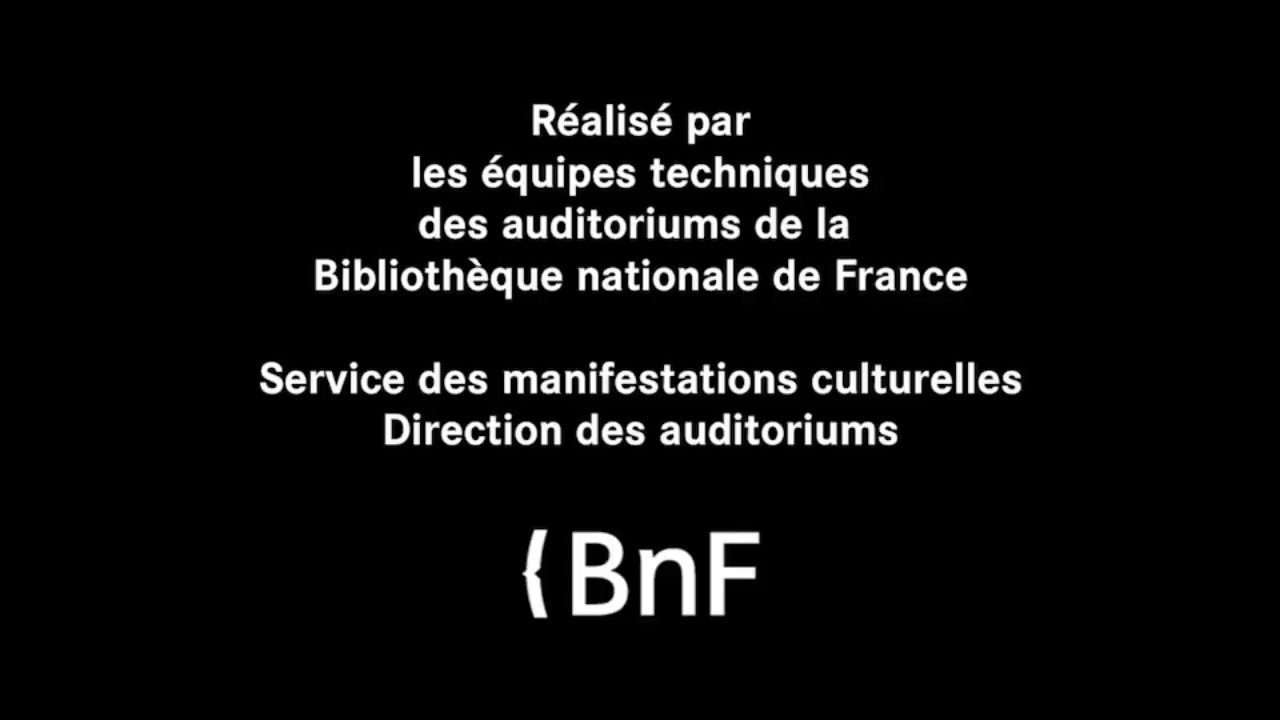 Réalisé par
les équipes techniques
des auditoriums de la
Bibliothèque nationale de France
Service des manifestations culturelles
Direction des auditoriums
{BnF